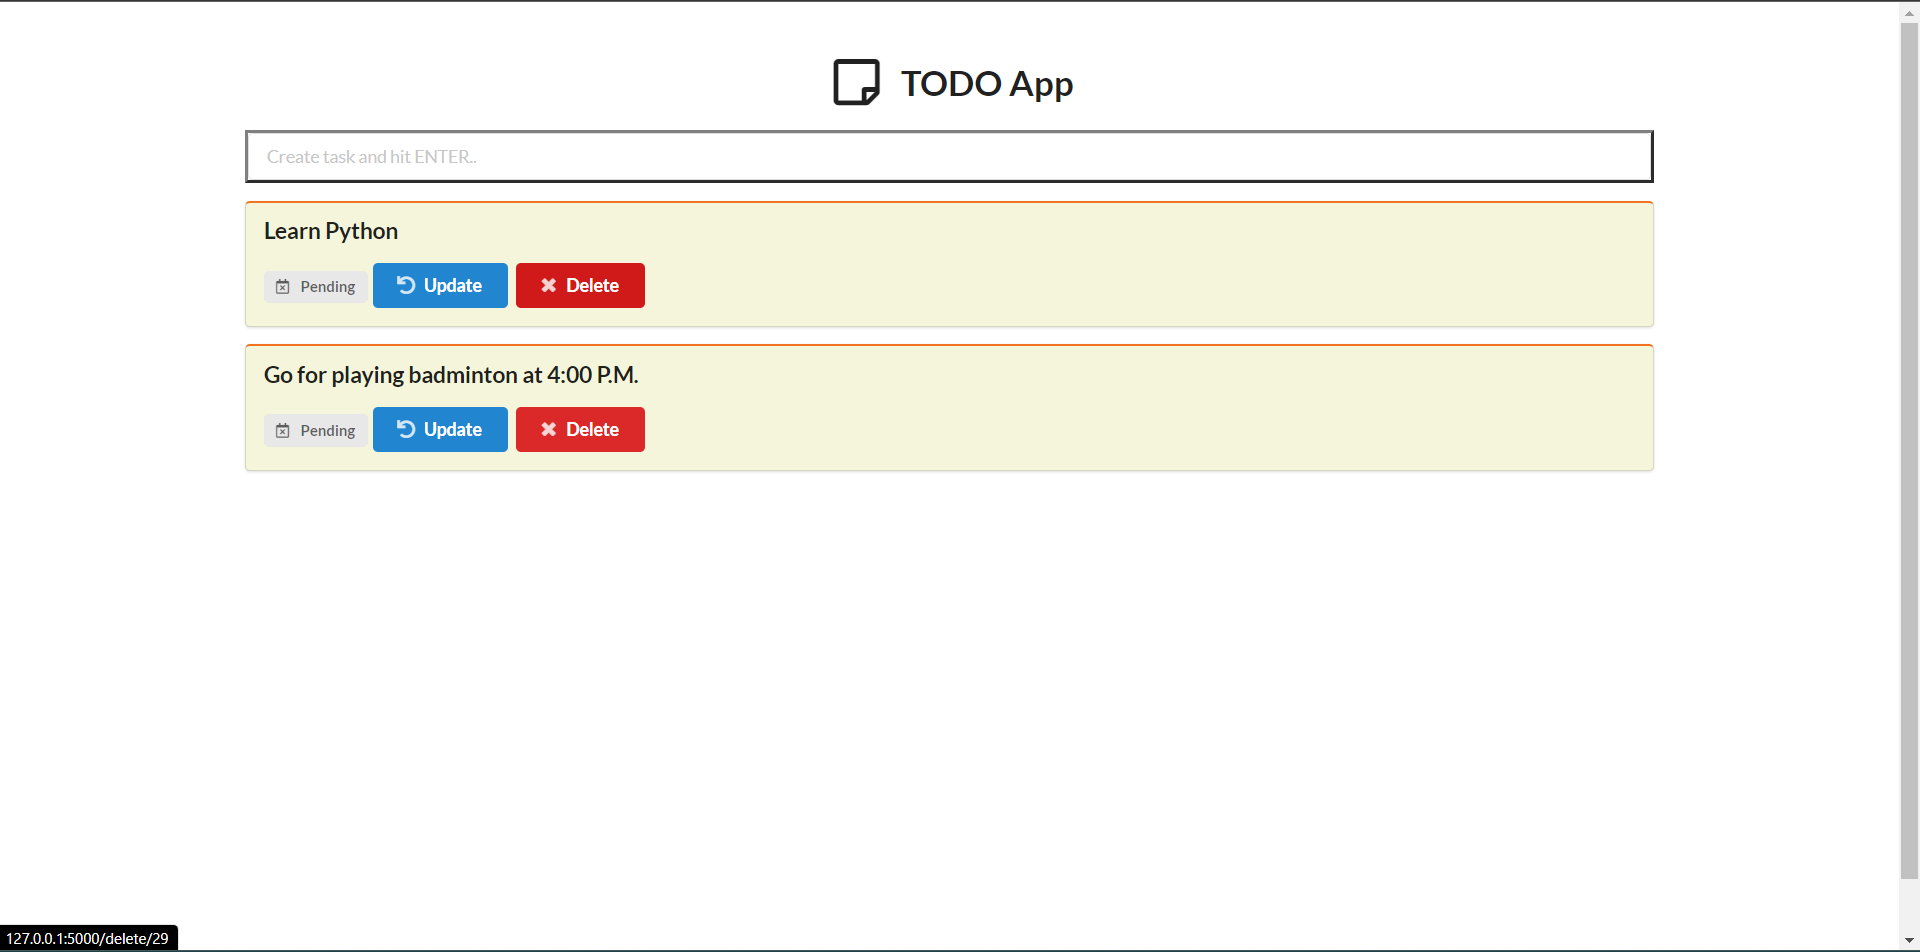 TODO App
Create task and hit ENTER..
Learn Python
Pending Update Delete
Go for playing badminton at 4:00 P.M.
Pending Update Delete
127.0.0.1:5000/delete/29